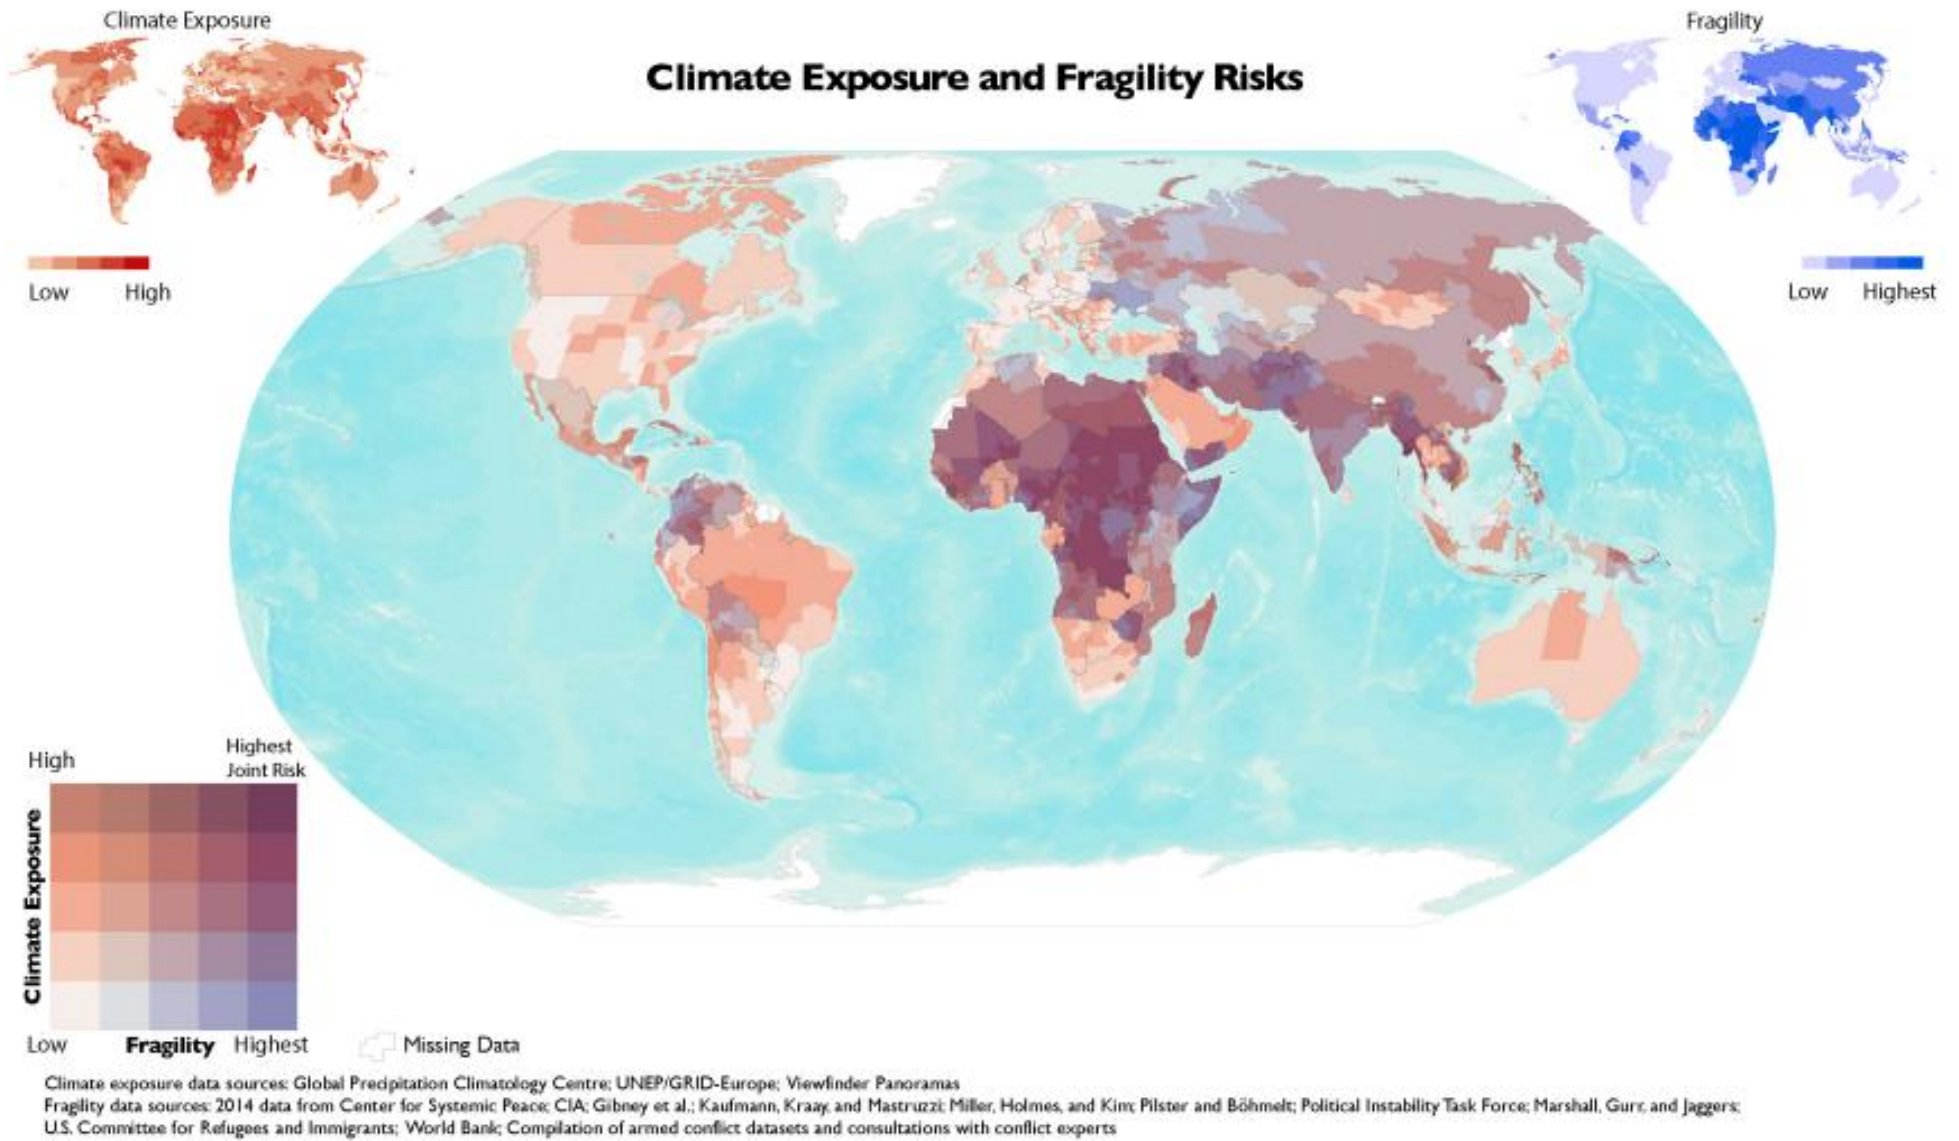 Climate Exposure
Fragility
Climate Exposure and Fragility Risks
Low High
Low Highest
High
Highest
Joint Risk
Climate Exposure
Low Fragility Highest
Missing Data
Climate exposure data sources: Global Precipitation Climatology Centre; UNEP/GRID-Europe; Viewfinder Panoramas
Fragility data sources: 2014 data from Center for Systemic Peace; CIA; Gibney et al.; Kaufmann, Kraay, and Mastruzzi; Miller, Holmes, and Kim; Pilster and Böhmelt; Political Instability Task Force; Marshall, Gurr, and Jaggers;
U.S. Committee for Refugees and Immigrants; World Bank; Compilation of armed conflict datasets and consultations with conflict experts